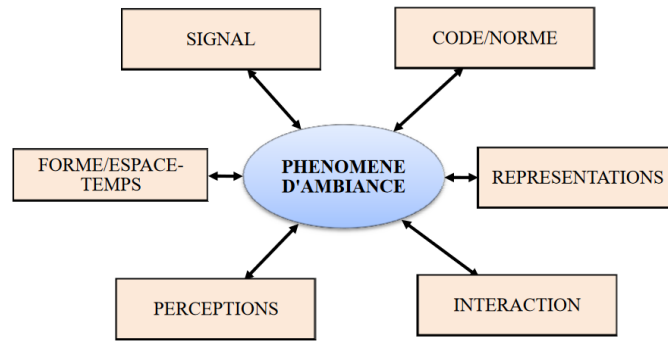 SIGNAL
CODE/NORME
FORME/ESPACE-
TEMPS
PHENOMENE
D'AMBIANCE
REPRESENTATIONS
PERCEPTIONS
INTERACTION